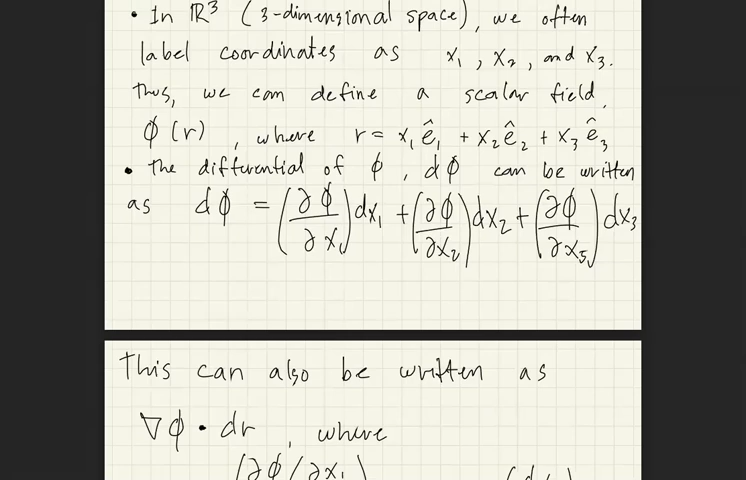 • In ℝ³ (3-dimensional space), we often
label coordinates as x₁, x₂, and x₃.
thus, we can define a scalar field,
ϕ(r), where r = x₁ê₁ + x₂ê₂ + x₃ê₃
• the differential of ϕ, dϕ can be written
as dϕ = (∂ϕ/∂x₁)dx₁ + (∂ϕ/∂x₂)dx₂ + (∂ϕ/∂x₃)dx₃
This can also be written as
∇ϕ • dr, where
(∂ϕ/∂x₁)